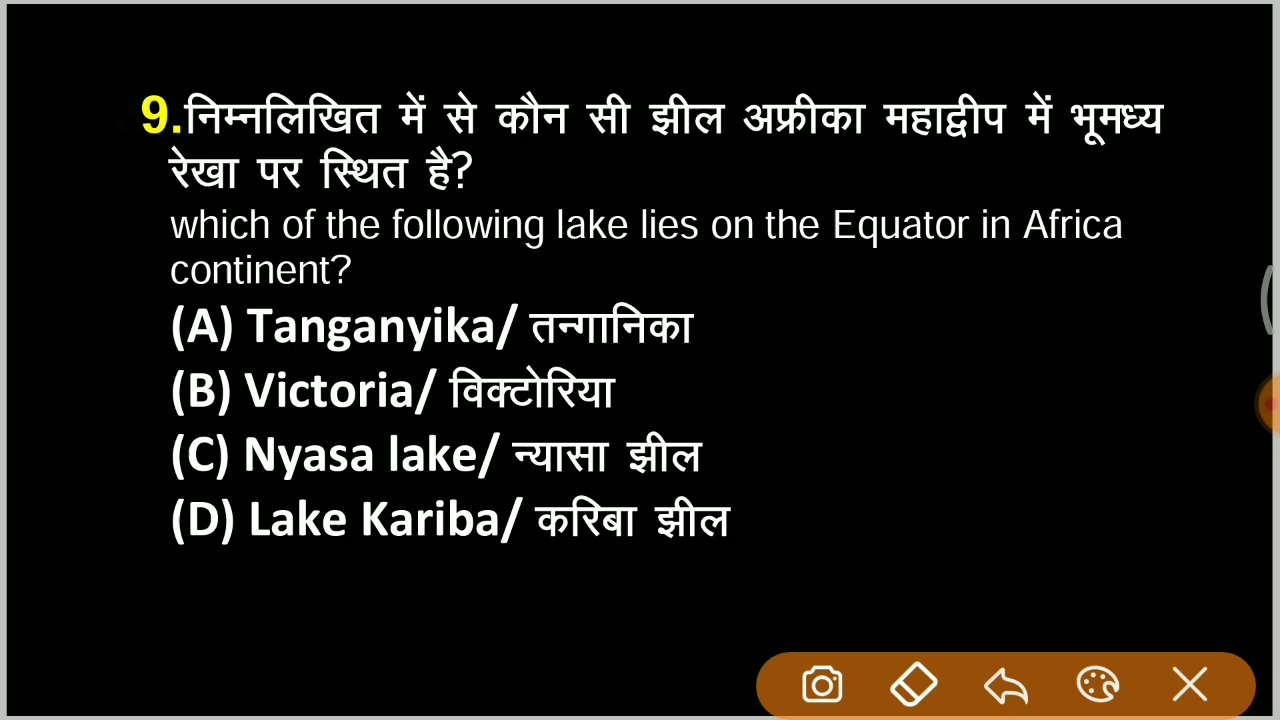 9.निम्नलिखित में से कौन सी झील अफ्रीका महाद्वीप में भूमध्य
रेखा पर स्थित है?
which of the following lake lies on the Equator in Africa
continent?
(A) Tanganyika/ तन्गानिका
(B) Victoria/ विक्टोरिया
(C) Nyasa lake/ न्यासा झील
(D) Lake Kariba/ करिबा झील